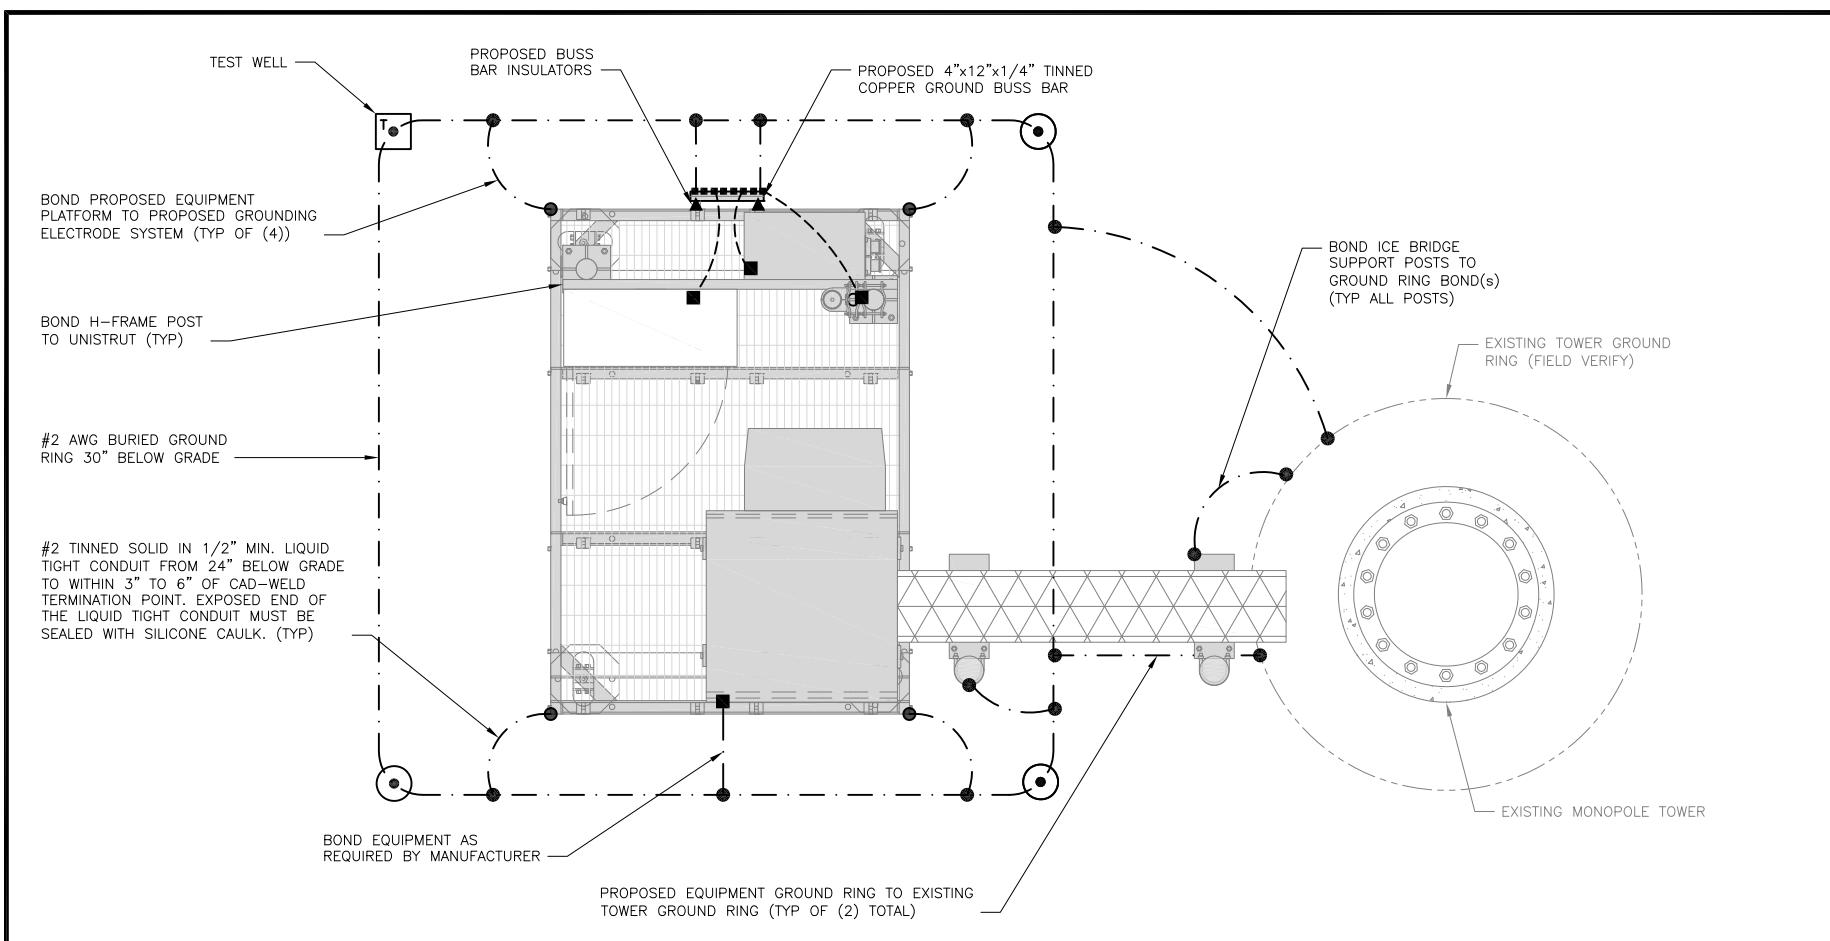 TEST WELL
PROPOSED BUSS
BAR INSULATORS
PROPOSED 4"x12"x1/4" TINNED
COPPER GROUND BUSS BAR
T
BOND PROPOSED EQUIPMENT
PLATFORM TO PROPOSED GROUNDING
ELECTRODE SYSTEM (TYP OF (4))
BOND ICE BRIDGE
SUPPORT POSTS TO
GROUND RING BOND(s)
(TYP ALL POSTS)
BOND H-FRAME POST
TO UNISTRUT (TYP)
EXISTING TOWER GROUND
RING (FIELD VERIFY)
#2 AWG BURIED GROUND
RING 30" BELOW GRADE
#2 TINNED SOLID IN 1/2" MIN. LIQUID
TIGHT CONDUIT FROM 24" BELOW GRADE
TO WITHIN 3" TO 6" OF CAD-WELD
TERMINATION POINT. EXPOSED END OF
THE LIQUID TIGHT CONDUIT MUST BE
SEALED WITH SILICONE CAULK. (TYP)
EXISTING MONOPOLE TOWER
BOND EQUIPMENT AS
REQUIRED BY MANUFACTURER
PROPOSED EQUIPMENT GROUND RING TO EXISTING
TOWER GROUND RING (TYP OF (2) TOTAL)